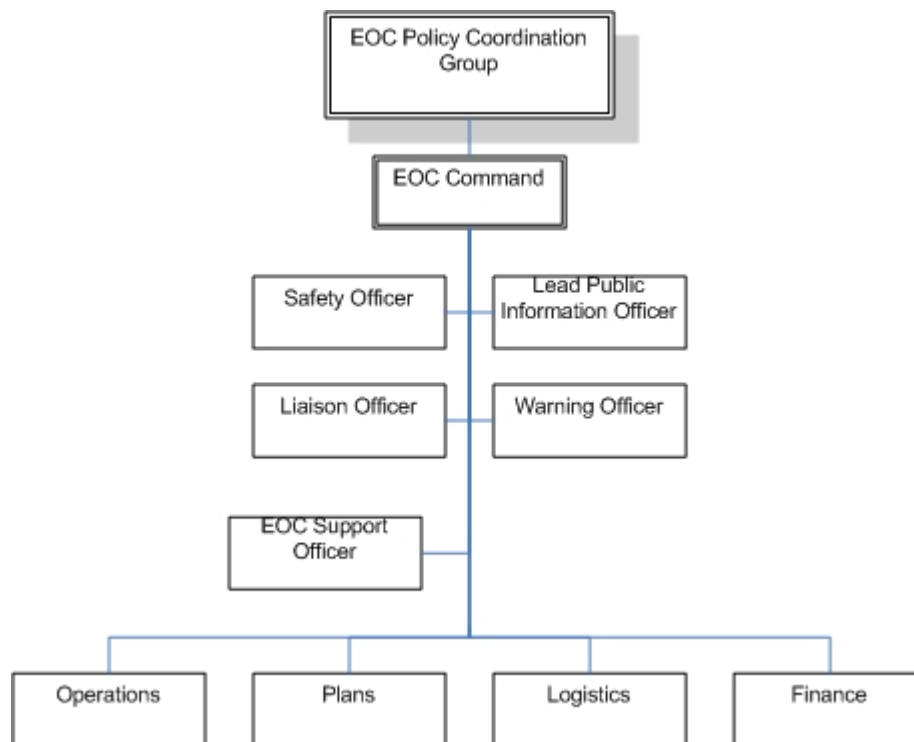 EOC Policy Coordination
Group
EOC Command
Safety Officer
Lead Public
Information Officer
Liaison Officer
Warning Officer
EOC Support
Officer
Operations
Plans
Logistics
Finance